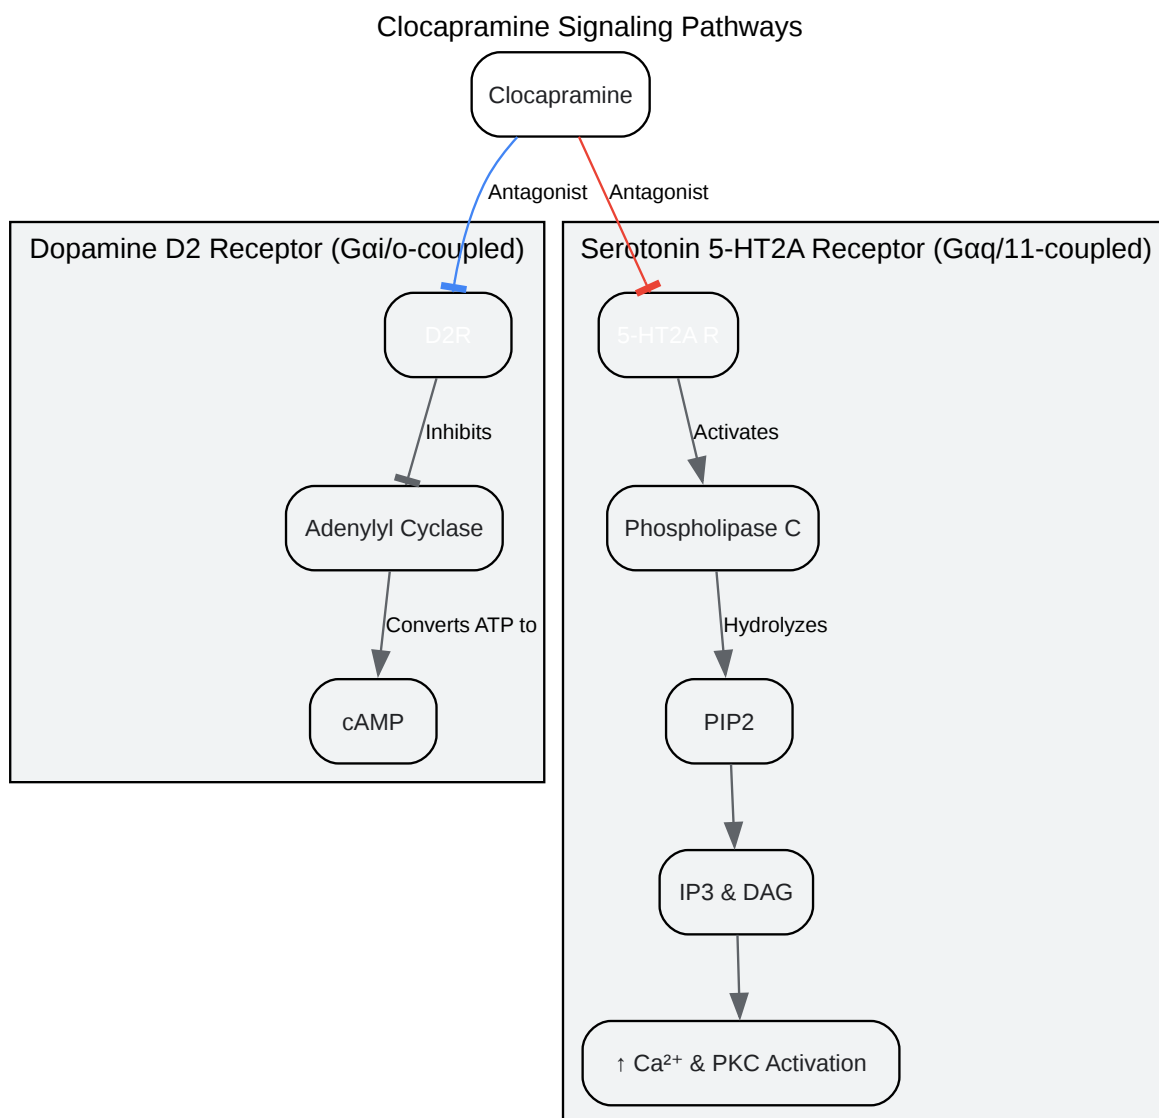 Clocapramine Signaling Pathways
Clocapramine
Antagonist
Antagonist
Dopamine D2 Receptor (Gαi/o-coupled)
D2R
Inhibits
Adenylyl Cyclase
Converts ATP to
cAMP
Serotonin 5-HT2A Receptor (Gαq/11-coupled)
5-HT2A R
Activates
Phospholipase C
Hydrolyzes
PIP2
IP3 & DAG
↑ Ca²⁺ & PKC Activation